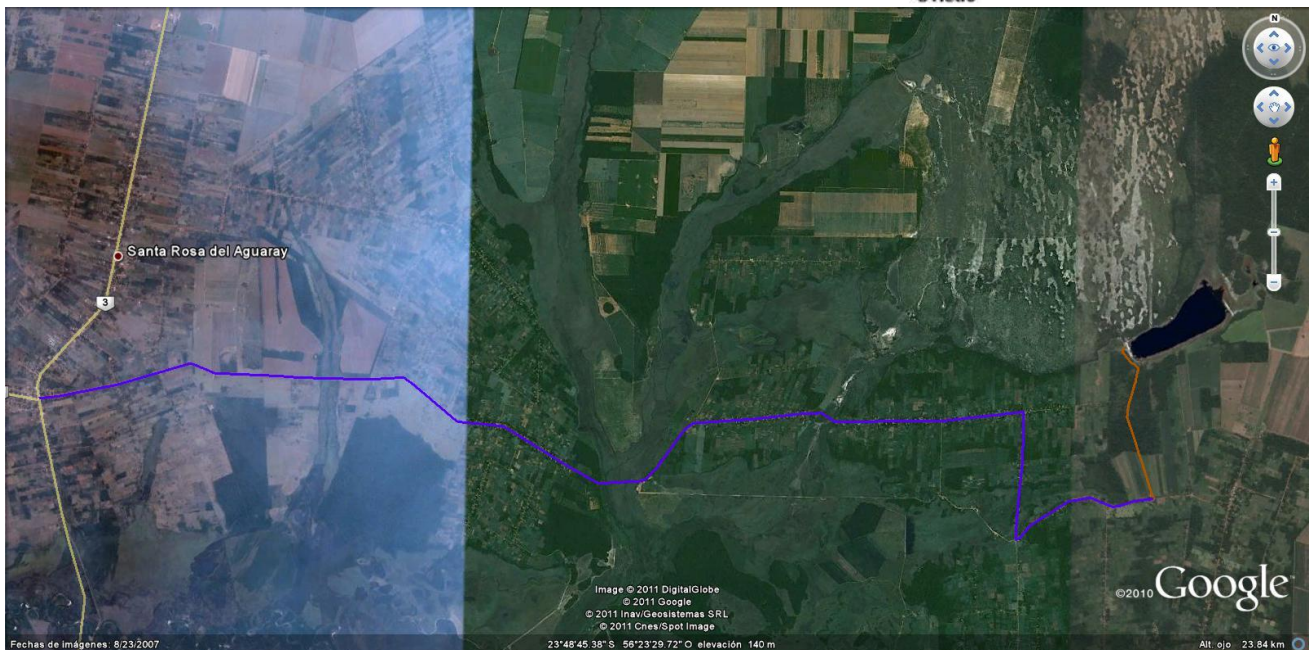 N
Santa Rosa del Aguaray
3
Image © 2011 DigitalGlobe
© 2011 Google
© 2011 Inav/Geosistemas SRL
© 2011 Cnes/Spot Image
©2010 Google
Fechas de imágenes: 8/23/2007
23°48'45.38" S 56°23'29.72" O elevación 140 m
Alt. ojo 23.84 km